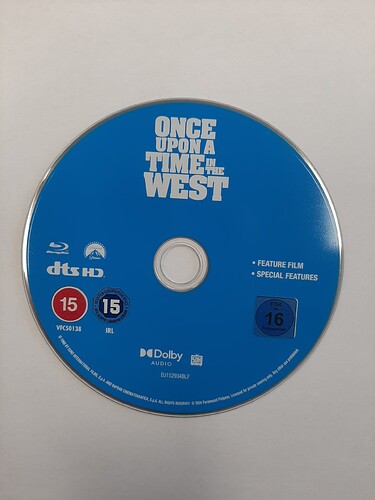 ONCE
UPON A
TIME IN THE
WEST
• FEATURE FILM
• SPECIAL FEATURES
dts HD
15
15
16
VFC50138
IRL
Dolby
AUDIO